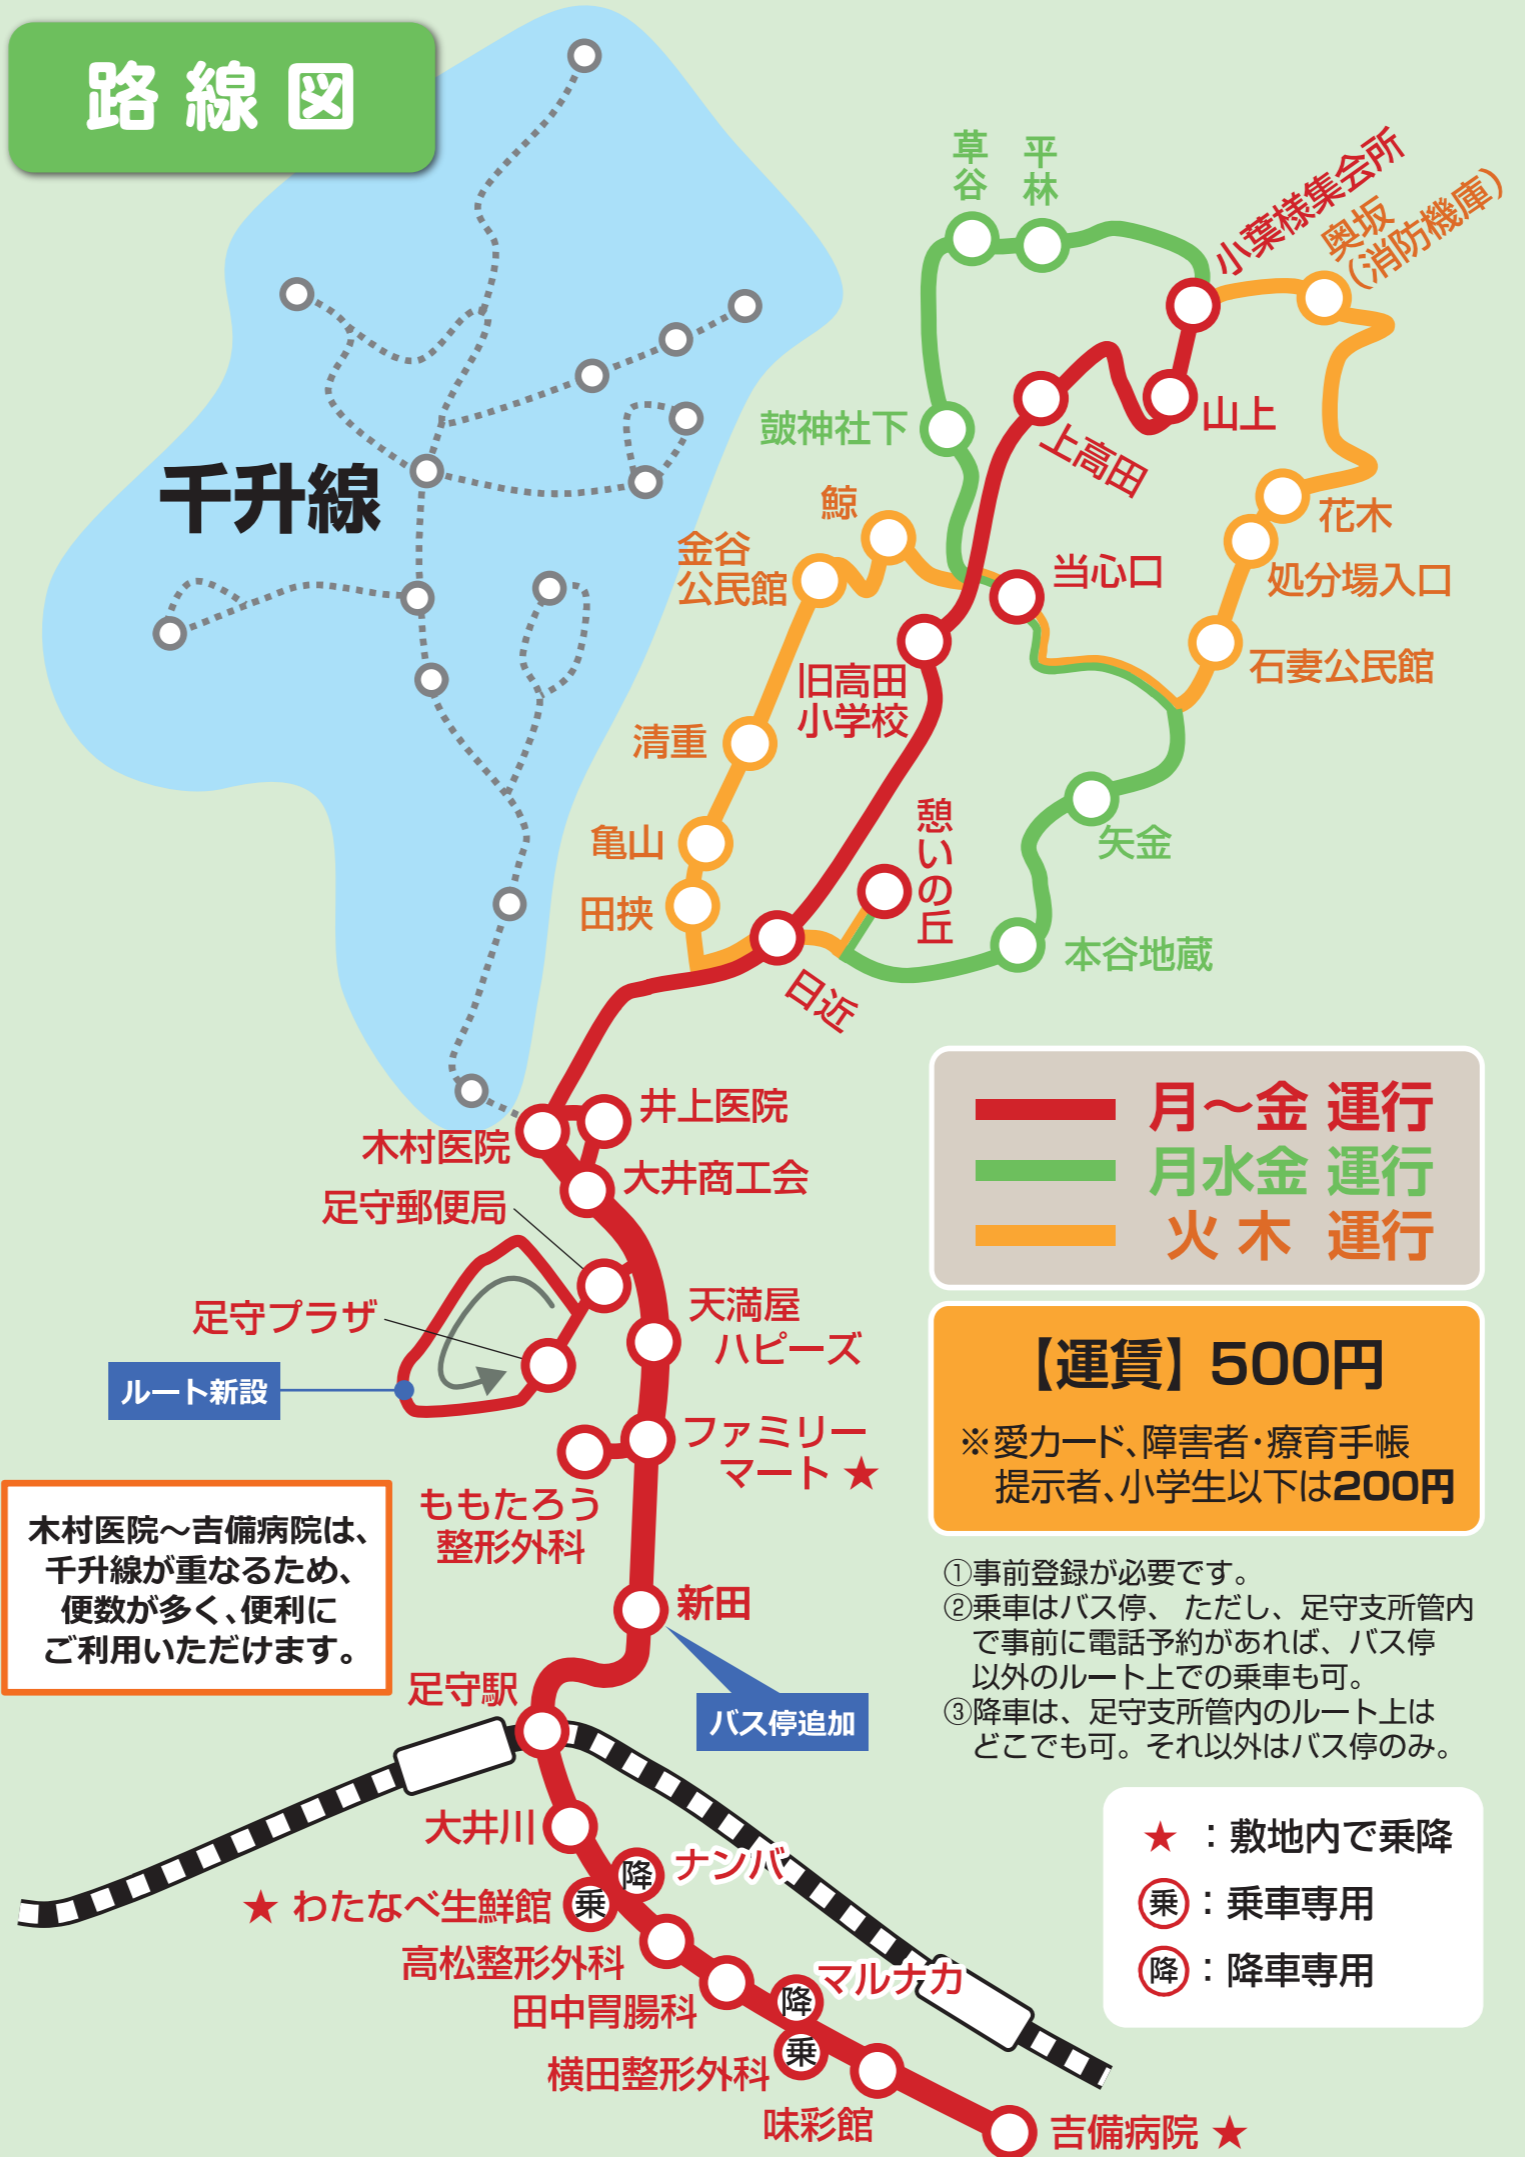 路線図
千升線
草谷
平林
小葉様集会所
奥坂
（消防機庫）
山上
上高田
鼓神社下
鯨
金谷
公民館
当心口
花木
処分場入口
石妻公民館
旧高田
小学校
清重
憩いの丘
矢金
亀山
田挟
本谷地蔵
日近
井上医院
木村医院
大井商工会
足守郵便局
足守プラザ
ルート新設
天満屋
ハピーズ
ファミリー
マート ★
ももたろう
整形外科
新田
バス停追加
足守駅
大井川
降 ナンバ
★ わたなべ生鮮館 乗
高松整形外科
田中胃腸科
降 マルナカ
横田整形外科 乗
味彩館
吉備病院 ★
木村医院～吉備病院は、
千升線が重なるため、
便数が多く、便利に
ご利用いただけます。
月～金 運行
月水金 運行
火 木 運行
【運賃】500円
※愛カード、障害者・療育手帳
提示者、小学生以下は200円
①事前登録が必要です。
②乗車はバス停、 ただし、足守支所管内
で事前に電話予約があれば、バス停
以外のルート上での乗車も可。
③降車は、足守支所管内のルート上は
どこでも可。それ以外はバス停のみ。
★：敷地内で乗降
乗：乗車専用
降：降車専用